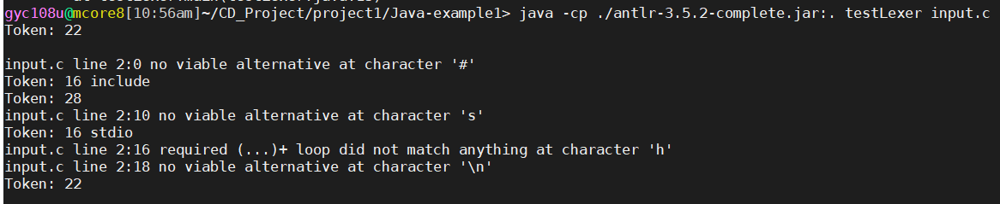 gyc108u@mcore8[10:56am]~/CD_Project/project1/Java-example1> java -cp ./antlr-3.5.2-complete.jar:. testLexer input.c
Token: 22
input.c line 2:0 no viable alternative at character '#'
Token: 16 include
Token: 28
input.c line 2:10 no viable alternative at character 's'
Token: 16 stdio
input.c line 2:16 required (...)+ loop did not match anything at character 'h'
input.c line 2:18 no viable alternative at character '\n'
Token: 22